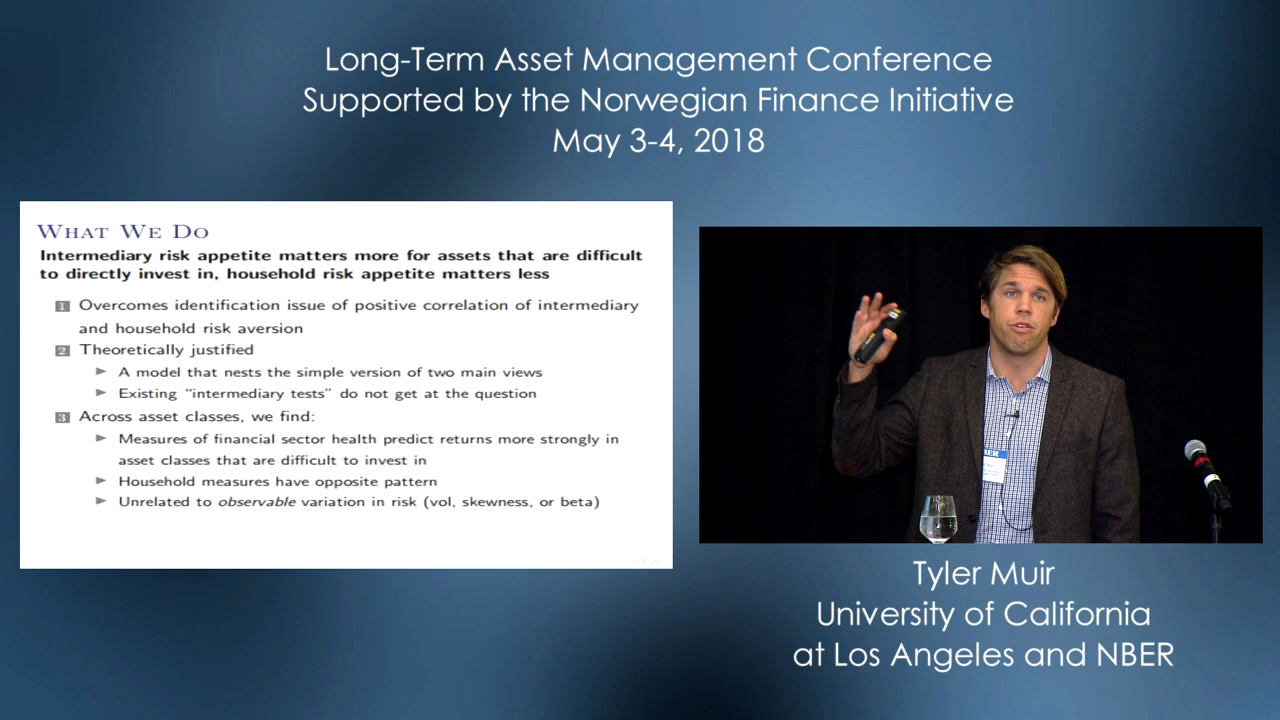 Long-Term Asset Management Conference
Supported by the Norwegian Finance Initiative
May 3-4, 2018
WHAT WE DO
Intermediary risk appetite matters more for assets that are difficult
to directly invest in, household risk appetite matters less
1 Overcomes identification issue of positive correlation of intermediary
and household risk aversion
2 Theoretically justified
► A model that nests the simple version of two main views
► Existing “intermediary tests” do not get at the question
3 Across asset classes, we find:
► Measures of financial sector health predict returns more strongly in
asset classes that are difficult to invest in
► Household measures have opposite pattern
► Unrelated to observable variation in risk (vol, skewness, or beta)
Tyler Muir
University of California
at Los Angeles and NBER